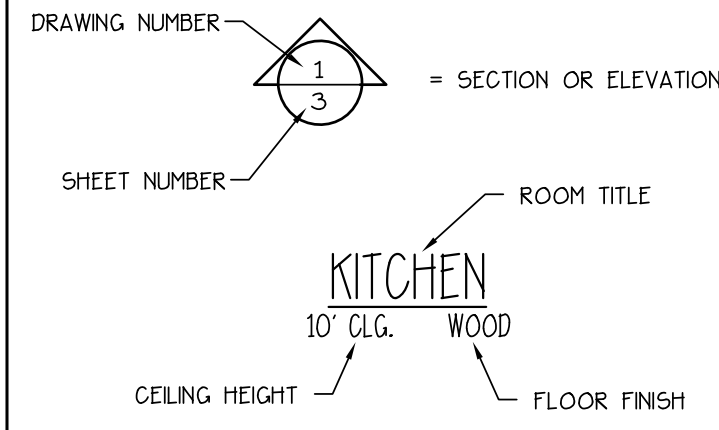 DRAWING NUMBER
1
3
= SECTION OR ELEVATION
SHEET NUMBER
ROOM TITLE
KITCHEN
10' CLG. WOOD
CEILING HEIGHT
FLOOR FINISH